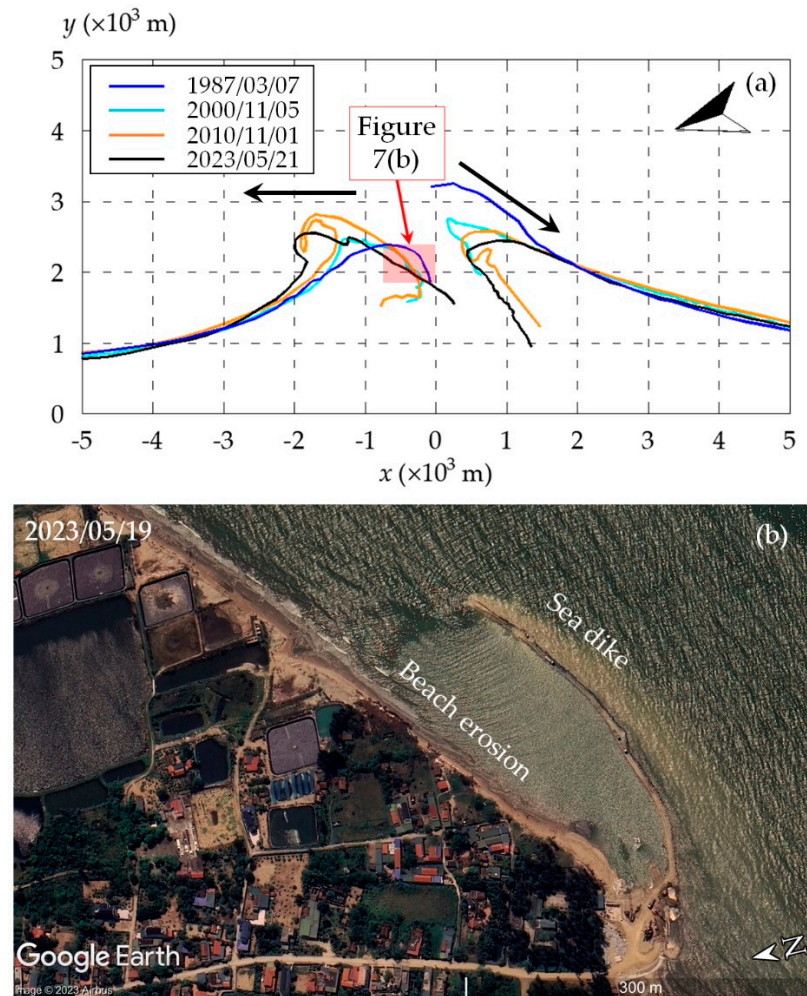 y (×10³ m)
(a)
1987/03/07
2000/11/05
2010/11/01
2023/05/21
Figure
7(b)
5
4
3
2
1
0
-5 -4 -3 -2 -1 0 1 2 3 4 5
x (×10³ m)
2023/05/19
(b)
Sea dike
Beach erosion
Google Earth
Image © 2023 Airbus
300 m
N